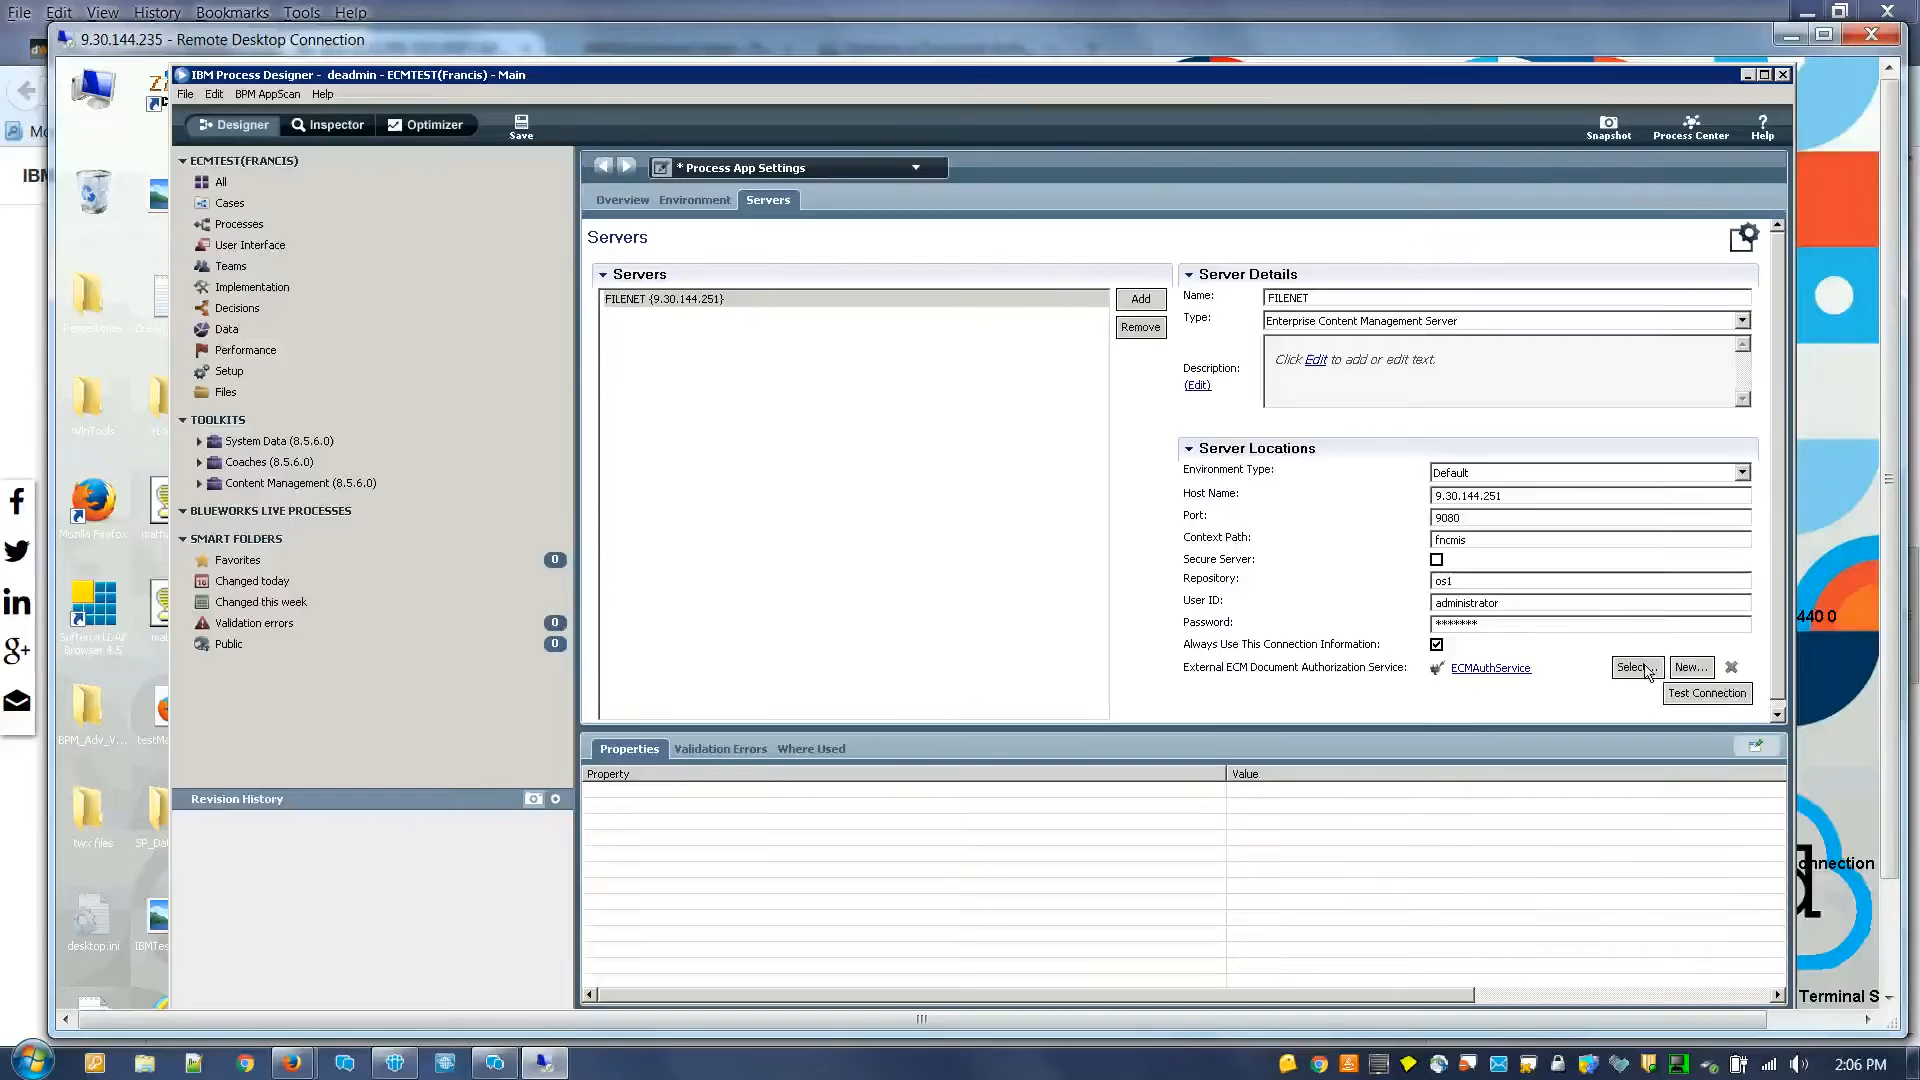 File Edit View History Bookmarks Tools Help
9.30.144.235 - Remote Desktop Connection
IBM Process Designer - deadmin - ECMTEST(Francis) - Main
File Edit BPM AppScan Help
Designer Inspector Optimizer Save Snapshot Process Center Help
ECMTEST(FRANCIS)
All
Cases
Processes
User Interface
Teams
Implementation
Decisions
Data
Performance
Setup
Files
TOOLKITS
System Data (8.5.6.0)
Coaches (8.5.6.0)
Content Management (8.5.6.0)
BLUEWORKS LIVE PROCESSES
SMART FOLDERS
Favorites 0
Changed today
Changed this week
Validation errors 0
Public 0
Revision History
* Process App Settings
Overview Environment Servers
Servers
Servers
FILENET {9.30.144.251}
Add
Remove
Server Details
Name: FILENET
Type: Enterprise Content Management Server
Description: Click Edit to add or edit text.
(Edit)
Server Locations
Environment Type: Default
Host Name: 9.30.144.251
Port: 9080
Context Path: fncmis
Secure Server:
Repository: os1
User ID: administrator
Password: *******
Always Use This Connection Information:
External ECM Document Authorization Service: ECMAuthService Select... New...
Test Connection
Properties Validation Errors Where Used
Property Value
Mozilla Firefox
WinTools
Browser 4.5
BPM_Adv_V...
twx files
desktop.ini
440 0
onnection
Terminal S
2:06 PM